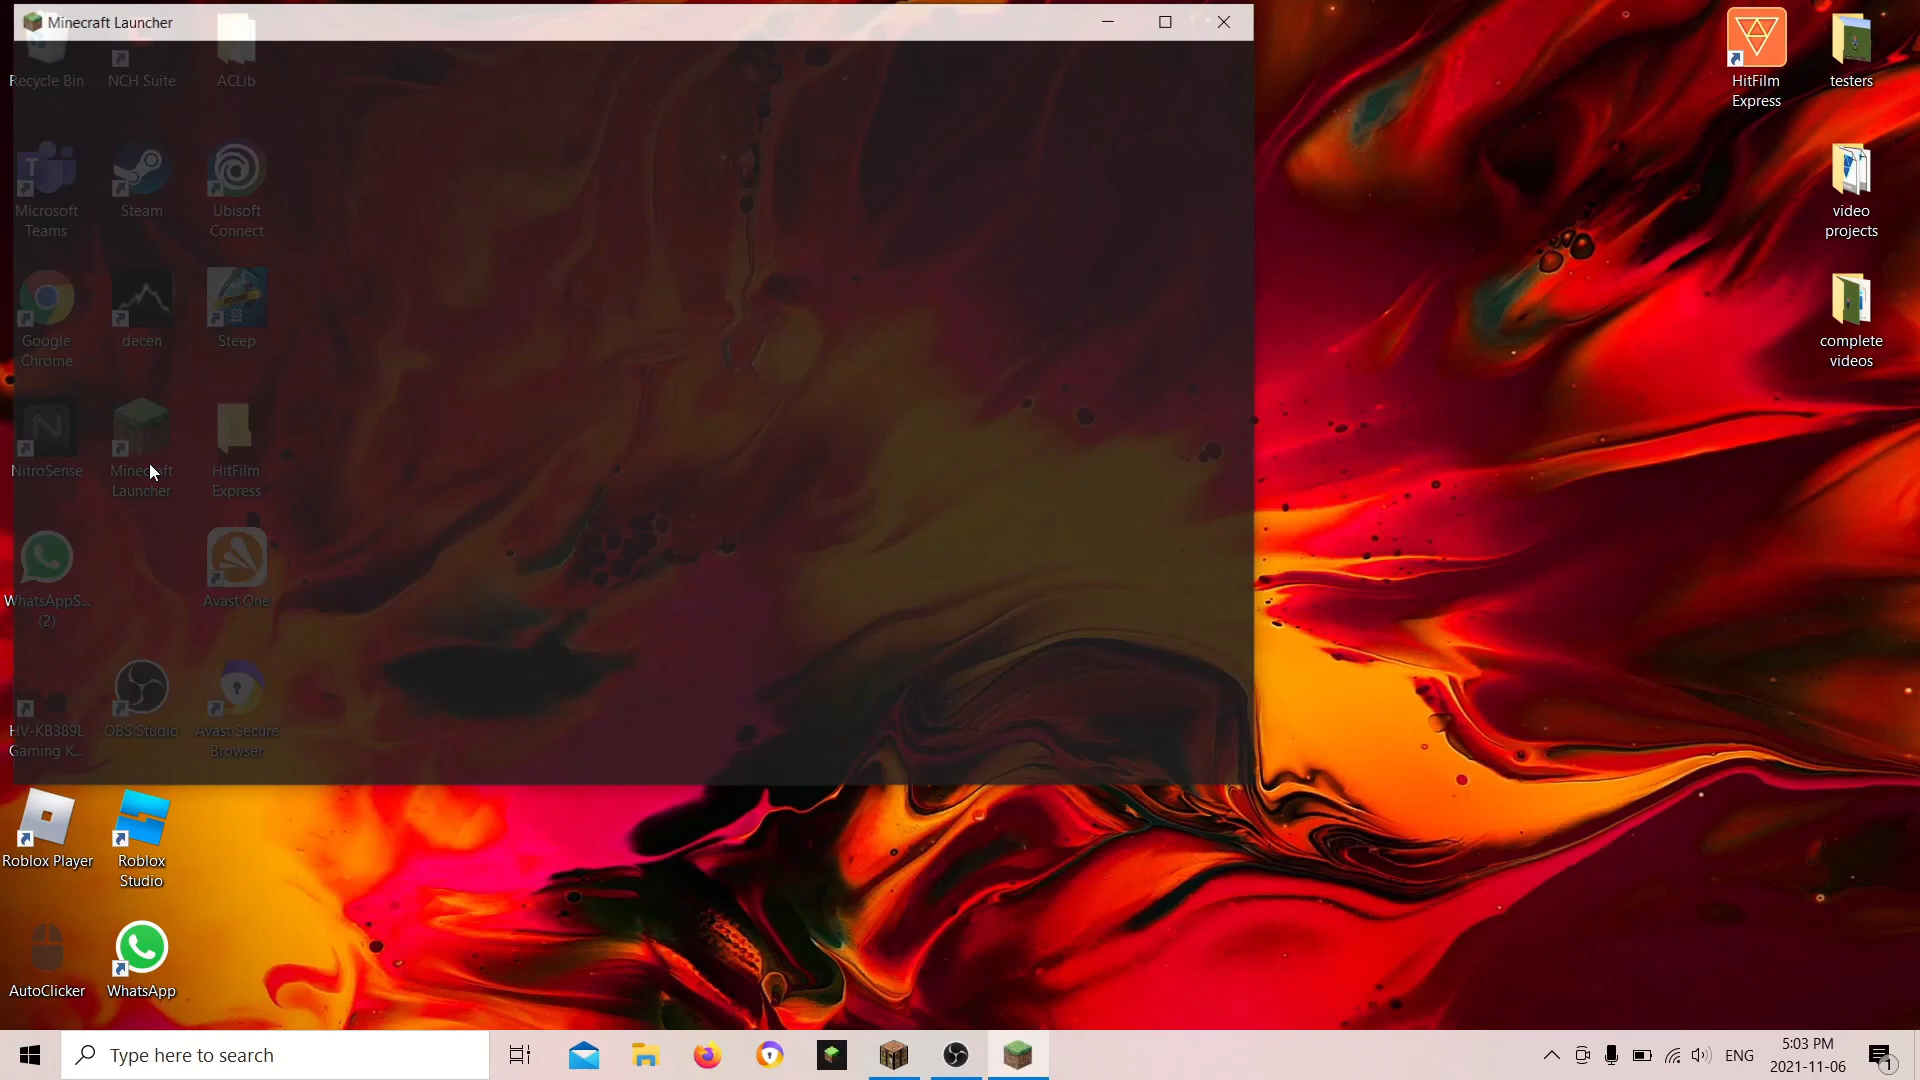 Minecraft Launcher
Recycle Bin
NCH Suite
ACLib
HitFilm
Express
testers
Microsoft
Teams
Steam
Ubisoft
Connect
video
projects
Google
Chrome
decen
Steep
complete
videos
NitroSense
Minecraft
Launcher
HitFilm
Express
WhatsAppS...
(2)
Avast One
HV-KB389L
Gaming K...
OBS Studio
Avast Secure
Browser
Roblox Player
Roblox
Studio
AutoClicker
WhatsApp
Type here to search
ENG
5:03 PM
2021-11-06
1